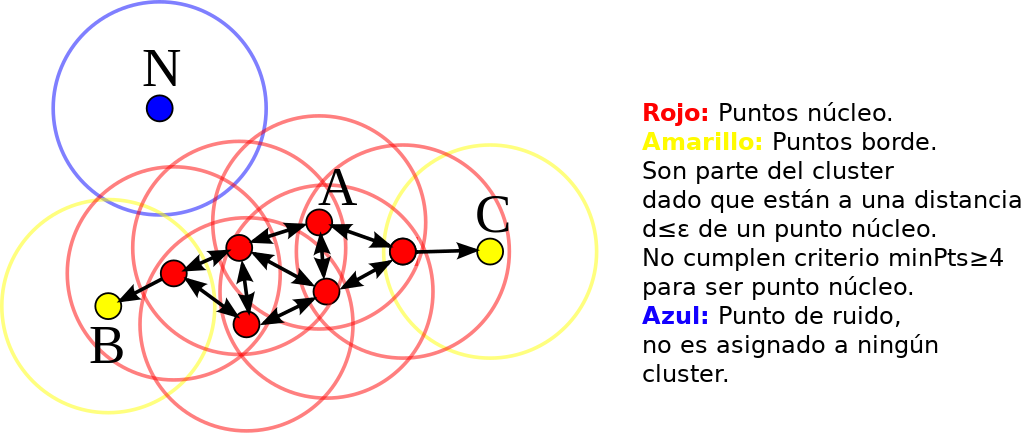 N
A
C
B
Rojo: Puntos núcleo.
Amarillo: Puntos borde.
Son parte del cluster
dado que están a una distancia
d≤ε de un punto núcleo.
No cumplen criterio minPts≥4
para ser punto núcleo.
Azul: Punto de ruido,
no es asignado a ningún
cluster.